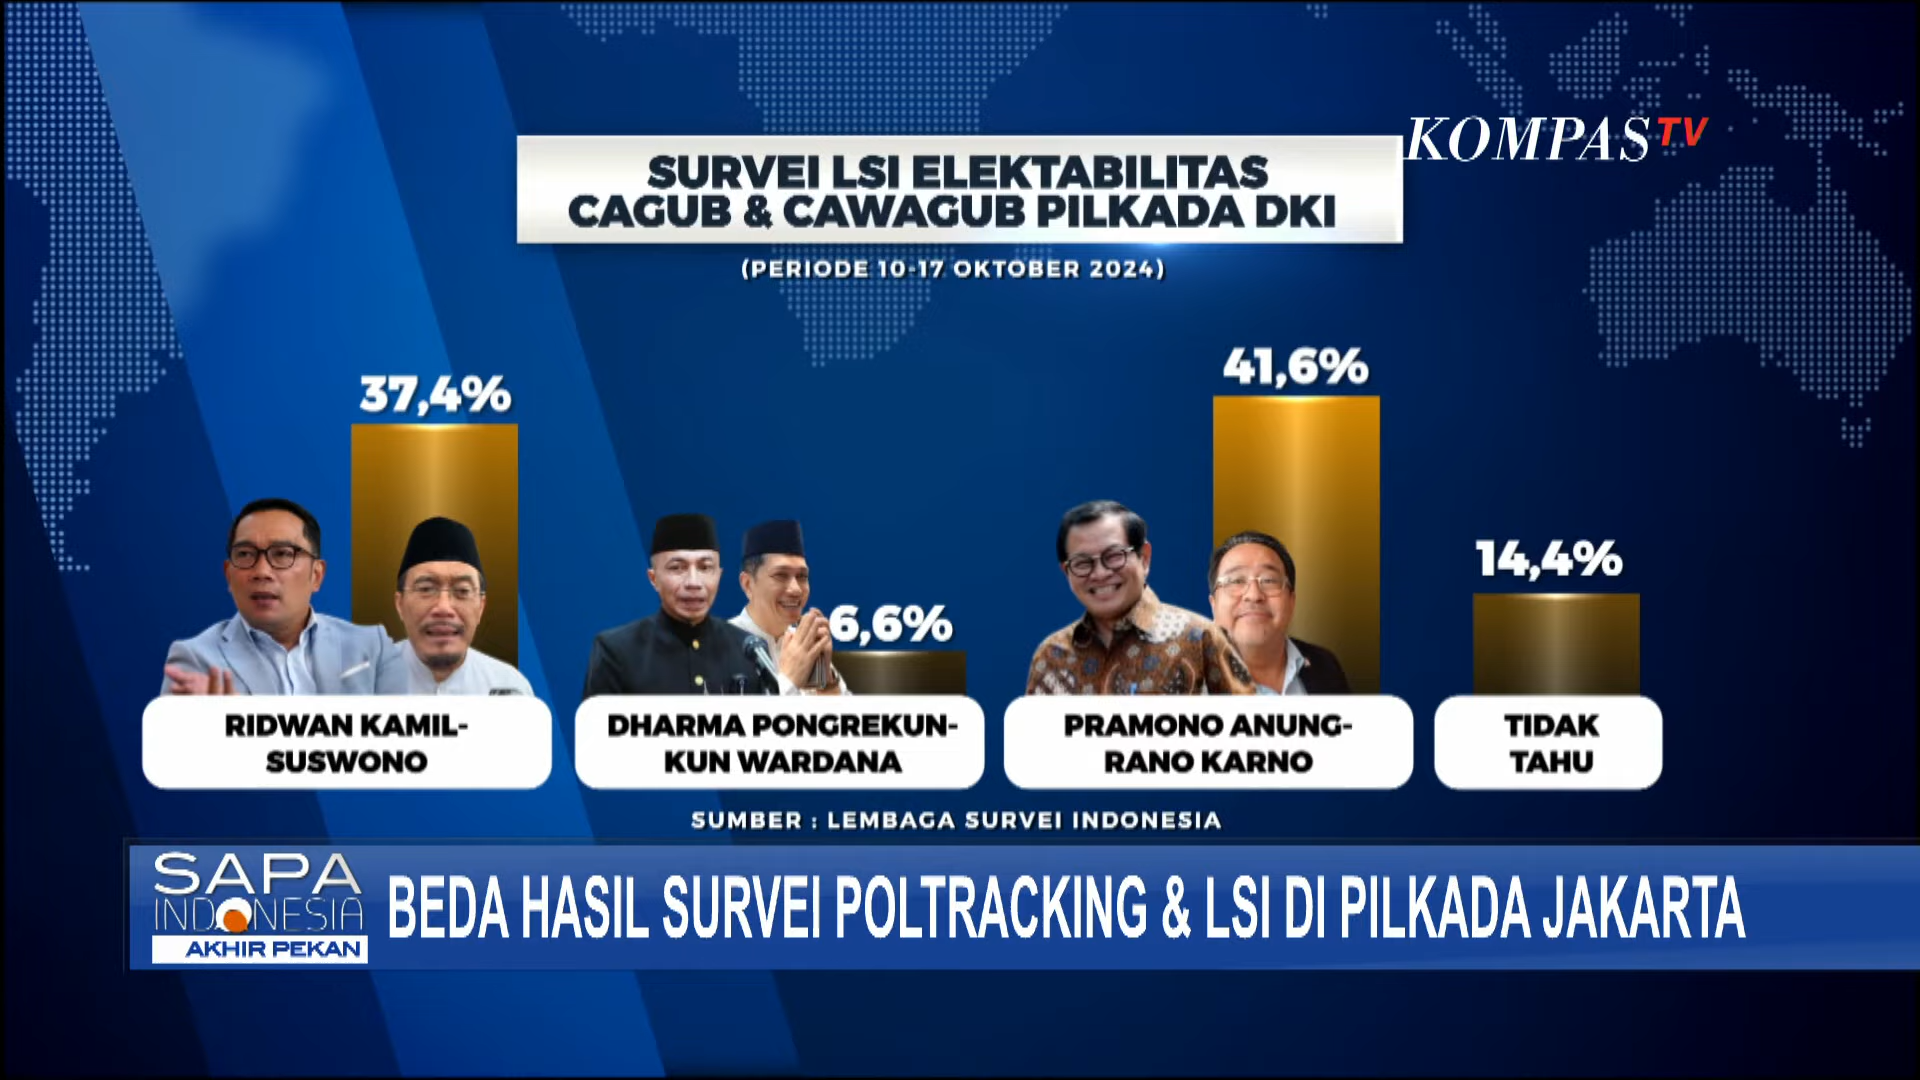 KOMPAS TV
SURVEI LSI ELEKTABILITAS
CAGUB & CAWAGUB PILKADA DKI
(PERIODE 10-17 OKTOBER 2024)
37,4%
6,6%
41,6%
14,4%
RIDWAN KAMIL-
SUSWONO
DHARMA PONGREKUN-
KUN WARDANA
PRAMONO ANUNG-
RANO KARNO
TIDAK
TAHU
SUMBER : LEMBAGA SURVEI INDONESIA
SAPA
INDONESIA
AKHIR PEKAN
BEDA HASIL SURVEI POLTRACKING & LSI DI PILKADA JAKARTA